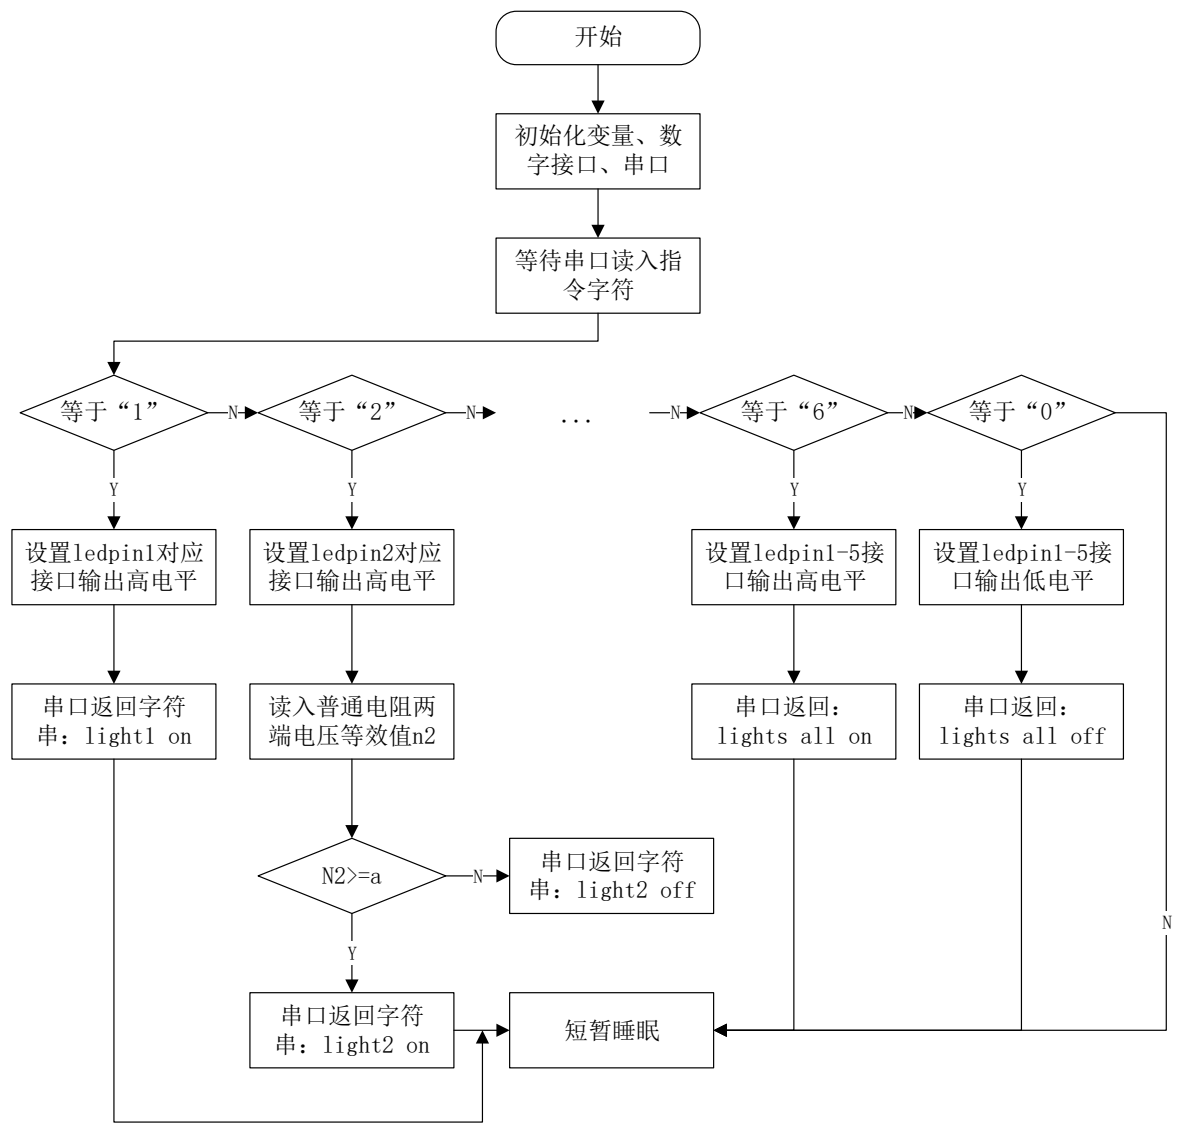 开始
初始化变量、数
字接口、串口
等待串口读入指
令字符
等于“1”
N
等于“2”
N
...
N
等于“6”
N
等于“0”
Y
Y
Y
Y
设置ledpin1对应
接口输出高电平
设置ledpin2对应
接口输出高电平
设置ledpin1-5接
口输出高电平
设置ledpin1-5接
口输出低电平
串口返回字符
串：light1 on
读入普通电阻两
端电压等效值n2
串口返回：
lights all on
串口返回：
lights all off
N2>=a
N
串口返回字符
串：light2 off
N
Y
串口返回字符
串：light2 on
短暂睡眠